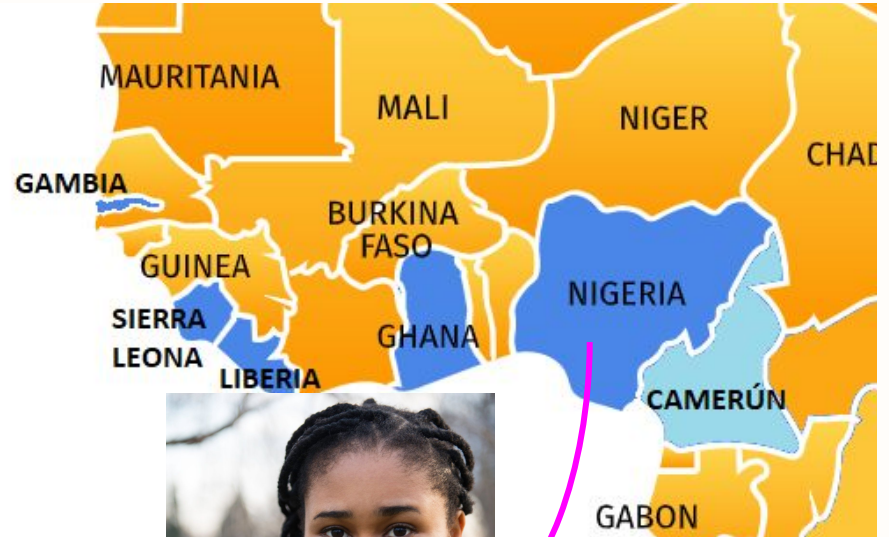 MAURITANIA
MALI
NIGER
CHAD
GAMBIA
BURKINA
FASO
GUINEA
NIGERIA
SIERRA
LEONA
GHANA
LIBERIA
CAMERÚN
GABON